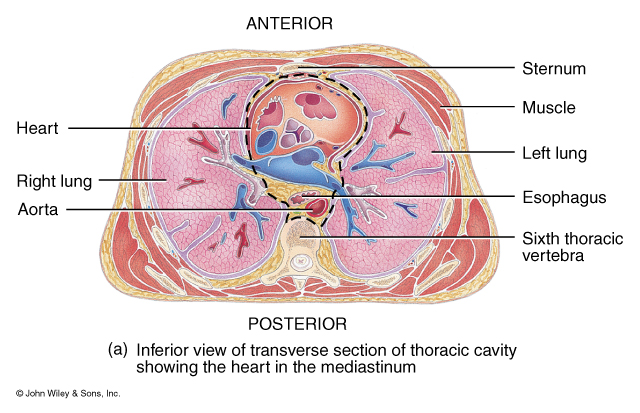 ANTERIOR
Sternum
Muscle
Heart
Left lung
Right lung
Esophagus
Aorta
Sixth thoracic
vertebra
POSTERIOR
(a) Inferior view of transverse section of thoracic cavity
showing the heart in the mediastinum
© John Wiley & Sons, Inc.